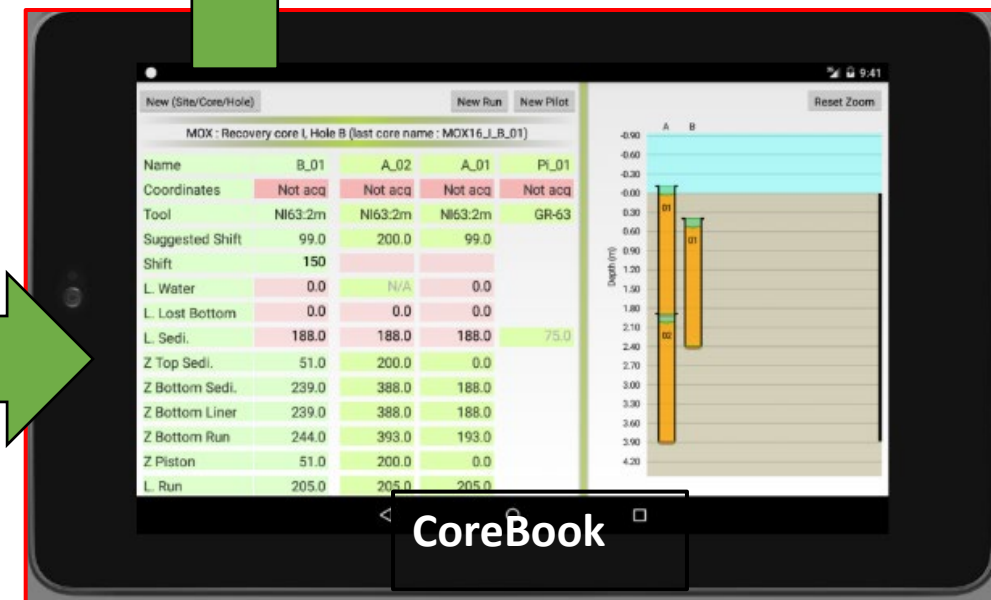 9:41
New (Site/Core/Hole) New Run New Pilot Reset Zoom
MOX : Recovery core I, Hole B (last core name : MOX16_I_B_01)
Name B_01 A_02 A_01 Pi_01
Coordinates Not acq Not acq Not acq Not acq
Tool NI63:2m NI63:2m NI63:2m GR-63
Suggested Shift 99.0 200.0 99.0
Shift 150
L. Water 0.0 N/A 0.0
L. Lost Bottom 0.0 0.0 0.0
L. Sedi. 188.0 188.0 188.0 75.0
Z Top Sedi. 51.0 200.0 0.0
Z Bottom Sedi. 239.0 388.0 188.0
Z Bottom Liner 239.0 388.0 188.0
Z Bottom Run 244.0 393.0 193.0
Z Piston 51.0 200.0 0.0
L. Run 205.0 205.0 205.0
A B
-0.90
-0.60
-0.30
-0.00
0.30
0.60
0.90
1.20
1.50
1.80
2.10
2.40
2.70
3.00
3.30
3.60
3.90
4.20
Depth (m)
01
01
02
CoreBook